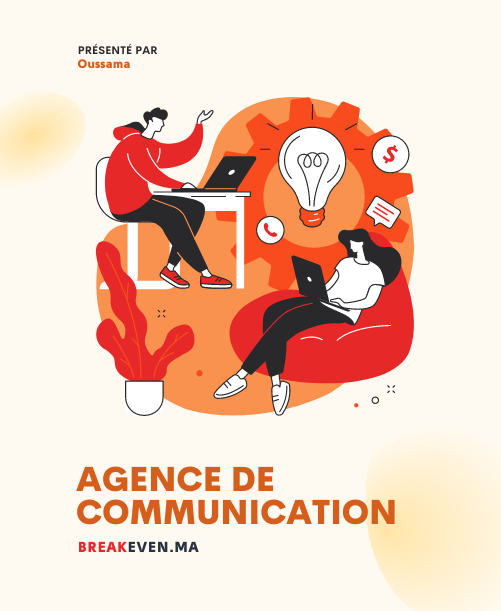 PRÉSENTÉ PAR
Oussama
$
AGENCE DE
COMMUNICATION
BREAKEVEN.MA